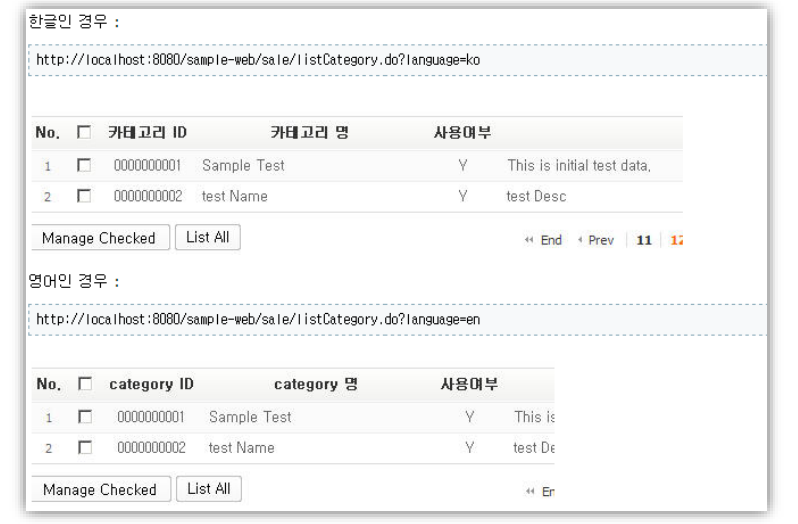 한글인 경우 :
http://localhost:8080/sample-web/sale/listCategory.do?language=ko
No. 카테고리 ID 카테고리 명 사용여부
1 0000000001 Sample Test Y This is initial test data,
2 0000000002 test Name Y test Desc
Manage Checked List All End Prev 11 12
영어인 경우 :
http://localhost:8080/sample-web/sale/listCategory.do?language=en
No. category ID category 명 사용여부
1 0000000001 Sample Test Y This is
2 0000000002 test Name Y test De
Manage Checked List All Er